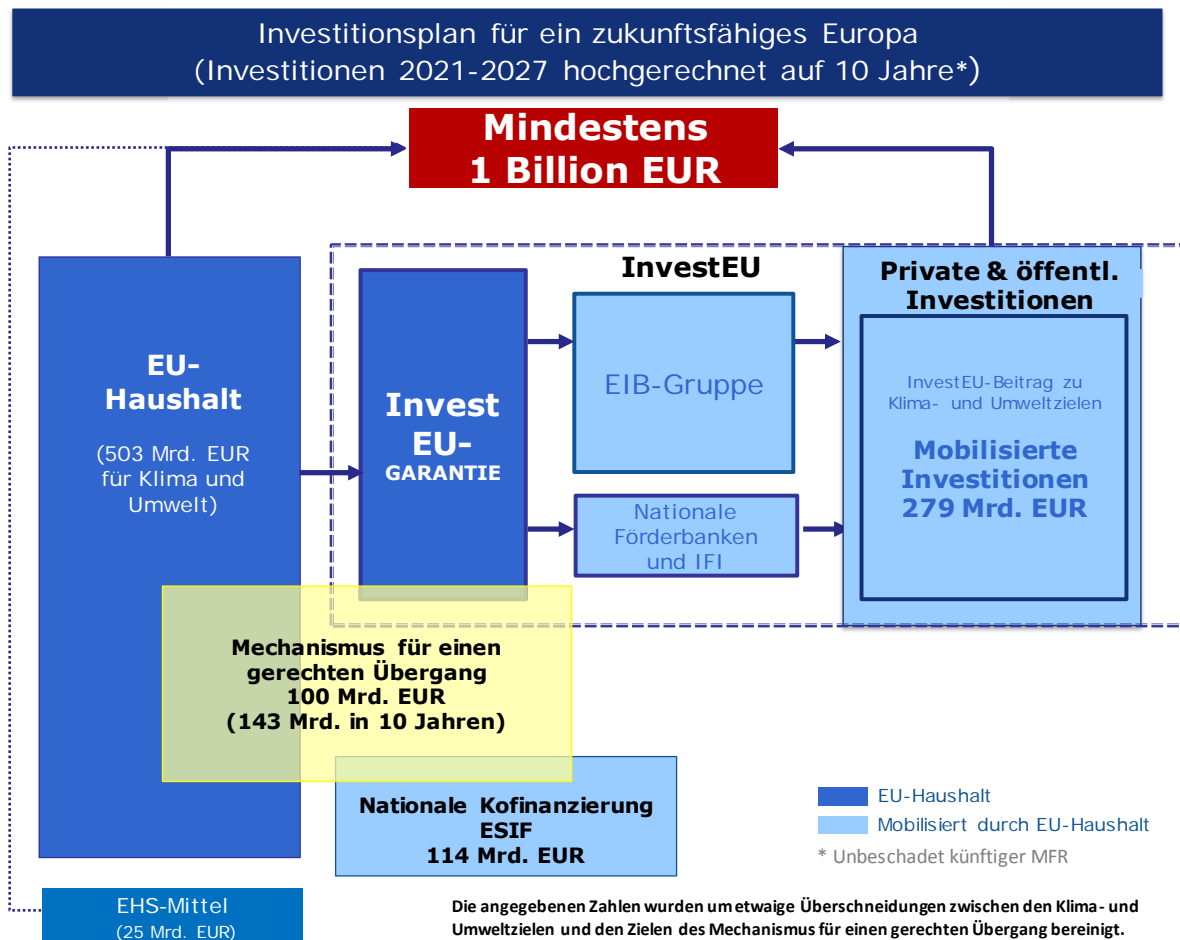 Investitionsplan für ein zukunftsfähiges Europa
(Investitionen 2021-2027 hochgerechnet auf 10 Jahre*)
Mindestens
1 Billion EUR
EU-
Haushalt
(503 Mrd. EUR
für Klima und
Umwelt)
Invest
EU-
GARANTIE
InvestEU
EIB-Gruppe
Nationale
Förderbanken
und IFI
Private & öffentl.
Investitionen
InvestEU-Beitrag zu
Klima- und Umweltzielen
Mobilisierte
Investitionen
279 Mrd. EUR
Mechanismus für einen
gerechten Übergang
100 Mrd. EUR
(143 Mrd. in 10 Jahren)
Nationale Kofinanzierung
ESIF
114 Mrd. EUR
EU-Haushalt
Mobilisiert durch EU-Haushalt
* Unbeschadet künftiger MFR
EHS-Mittel
(25 Mrd. EUR)
Die angegebenen Zahlen wurden um etwaige Überschneidungen zwischen den Klima- und
Umweltzielen und den Zielen des Mechanismus für einen gerechten Übergang bereinigt.